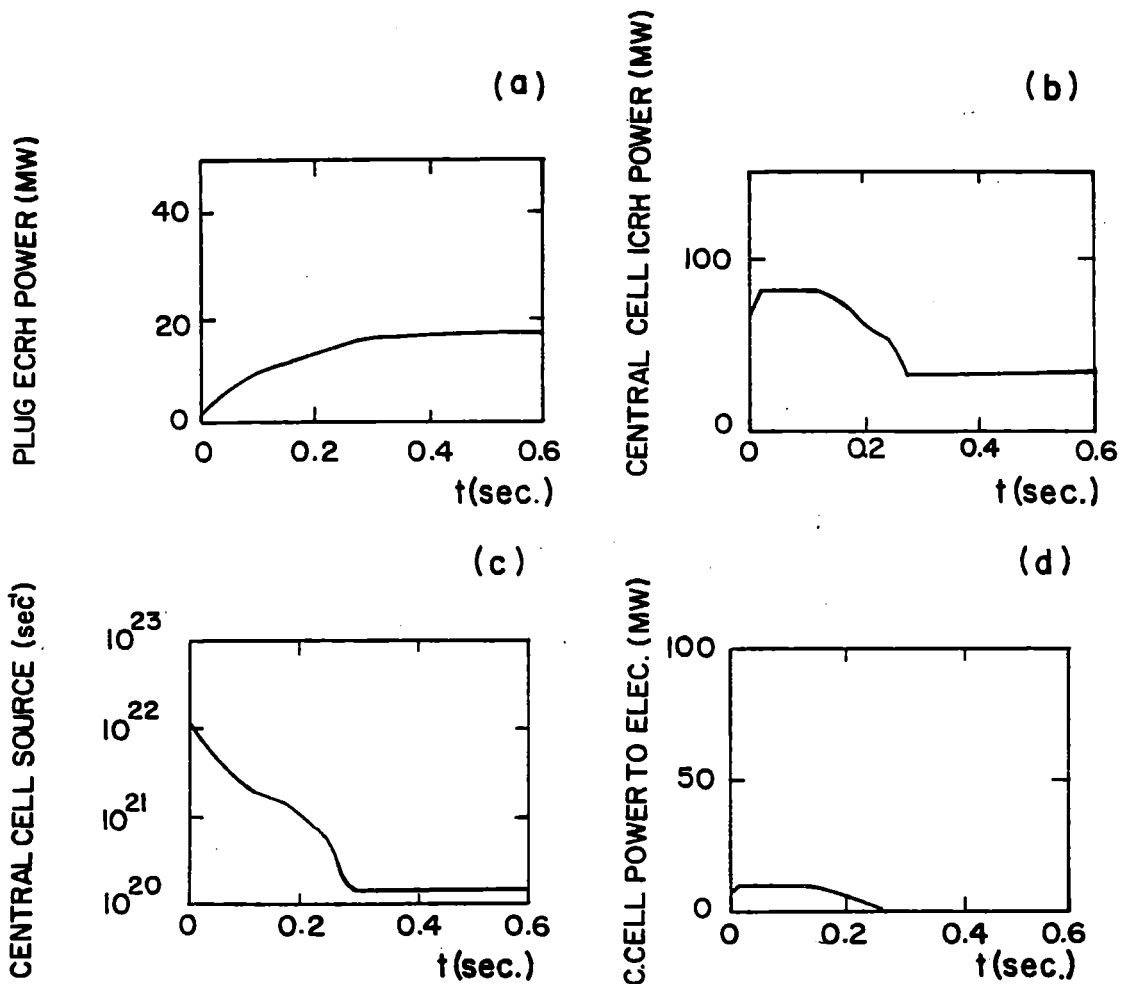 (a)
PLUG ECRH POWER (MW)
40
20
0
0 0.2 0.4 0.6
t(sec.)
(b)
CENTRAL CELL ICRH POWER (MW)
100
0
0 0.2 0.4 0.6
t(sec.)
(c)
CENTRAL CELL SOURCE (sec⁻¹)
10²³
10²²
10²¹
10²⁰
0 0.2 0.4 0.6
t(sec.)
(d)
C.CELL POWER TO ELEC. (MW)
100
50
0
0 0.2 0.4 0.6
t(sec.)